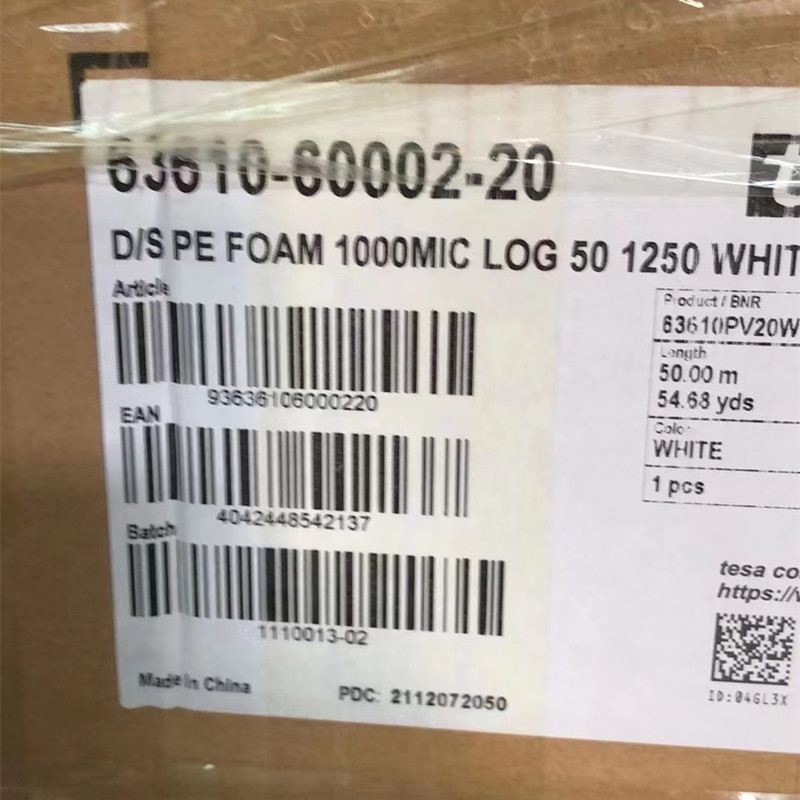 63610-60002-20
D/S PE FOAM 1000MIC LOG 50 1250 WHIT
Article
93636106000220
EAN
4042448542137
Batch
1110013-02
Made in China
PDC: 2112072050
Product / BNR
63610PV20W
Length
50.00 m
54.68 yds
Color
WHITE
1 pcs
tesa co
https://
ID:04GL3X